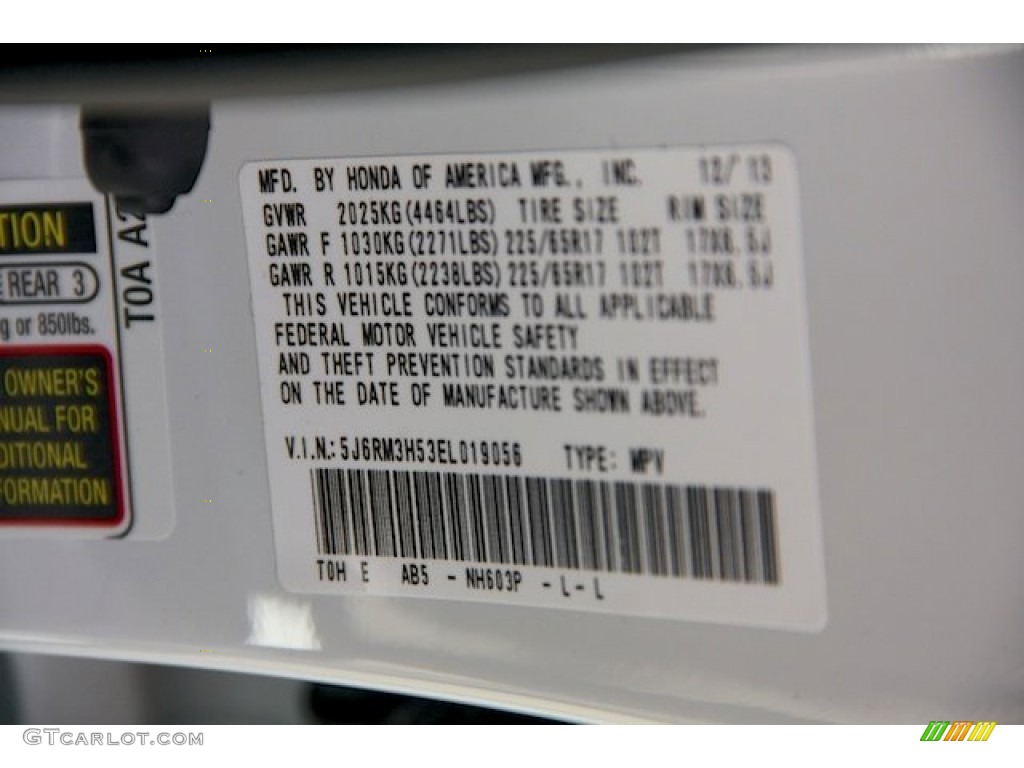 MFD. BY HONDA OF AMERICA MFG., INC. 12/ 13
GVWR 2025KG(4464LBS) TIRE SIZE RIM SIZE
GAWR F 1030KG(2271LBS) 225/65R17 102T 17X6.5J
GAWR R 1015KG(2238LBS) 225/65R17 102T 17X6.5J
THIS VEHICLE CONFORMS TO ALL APPLICABLE
FEDERAL MOTOR VEHICLE SAFETY
AND THEFT PREVENTION STANDARDS IN EFFECT
ON THE DATE OF MANUFACTURE SHOWN ABOVE.
V.I.N.: 5J6RM3H53EL019056 TYPE: MPV
T0H E AB5 - NH603P - L - L
TION
REAR 3
g or 850lbs.
OWNER'S
NUAL FOR
DITIONAL
FORMATION
T0A A2
GTCARLOT.COM